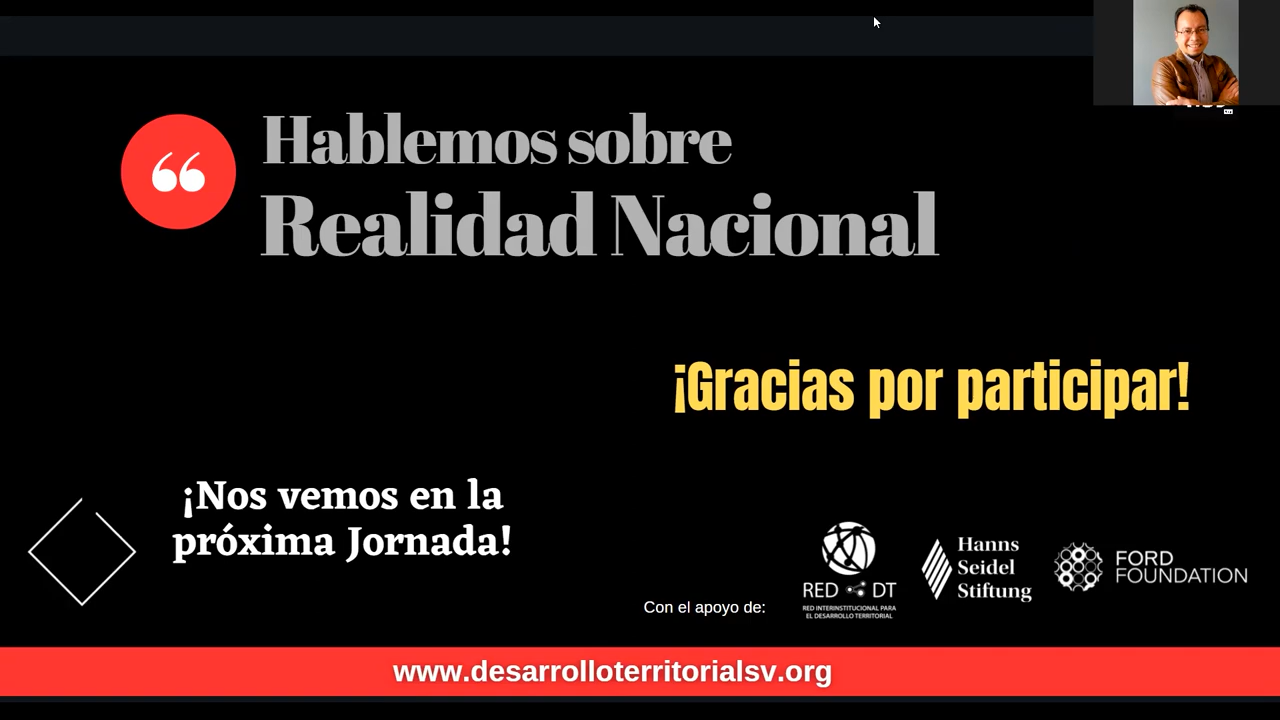 Hablemos sobre
Realidad Nacional
¡Gracias por participar!
¡Nos vemos en la
próxima Jornada!
Con el apoyo de:
RED DT
RED INTERINSTITUCIONAL PARA
EL DESARROLLO TERRITORIAL
Hanns
Seidel
Stiftung
FORD
FOUNDATION
www.desarrolloterritorialsv.org